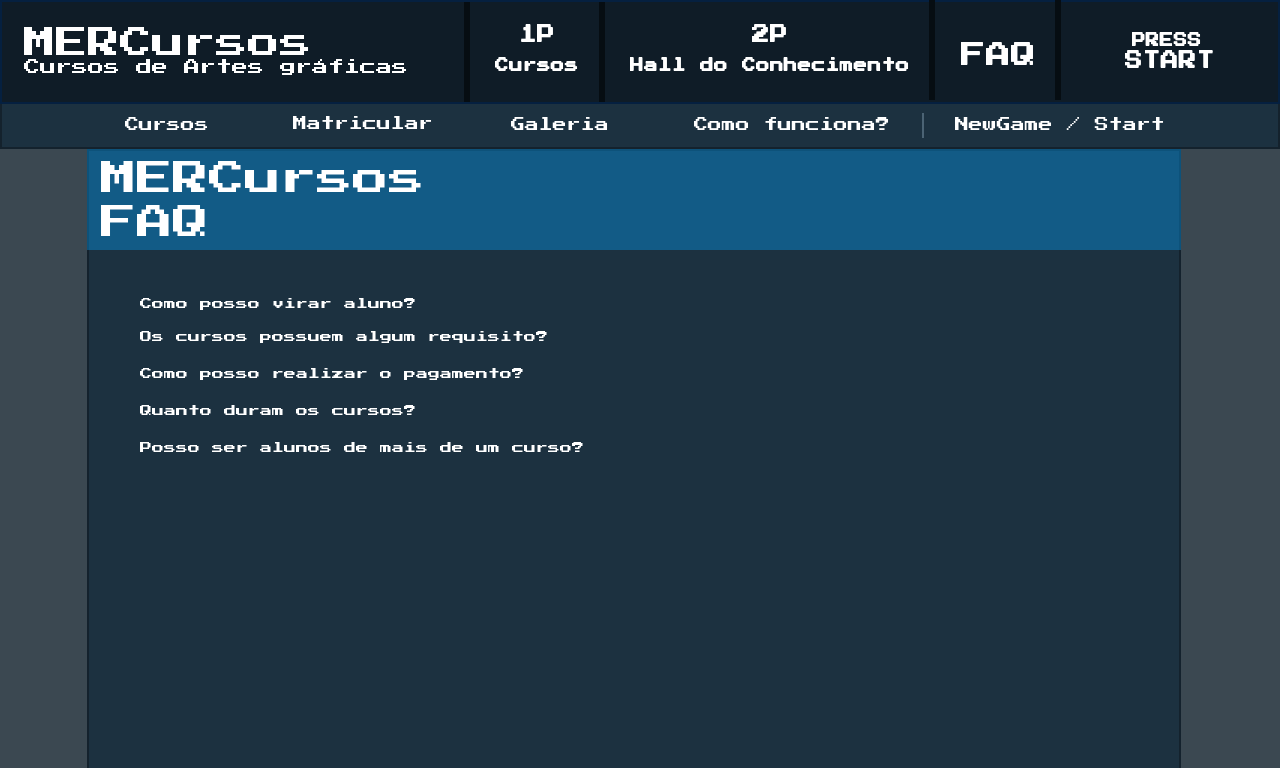 MERCursos
Cursos de Artes gráficas
1P
Cursos
2P
Hall do Conhecimento
FAQ
PRESS
START
Cursos
Matricular
Galeria
Como funciona?
NewGame / Start
MERCursos
FAQ
Como posso virar aluno?
Os cursos possuem algum requisito?
Como posso realizar o pagamento?
Quanto duram os cursos?
Posso ser alunos de mais de um curso?